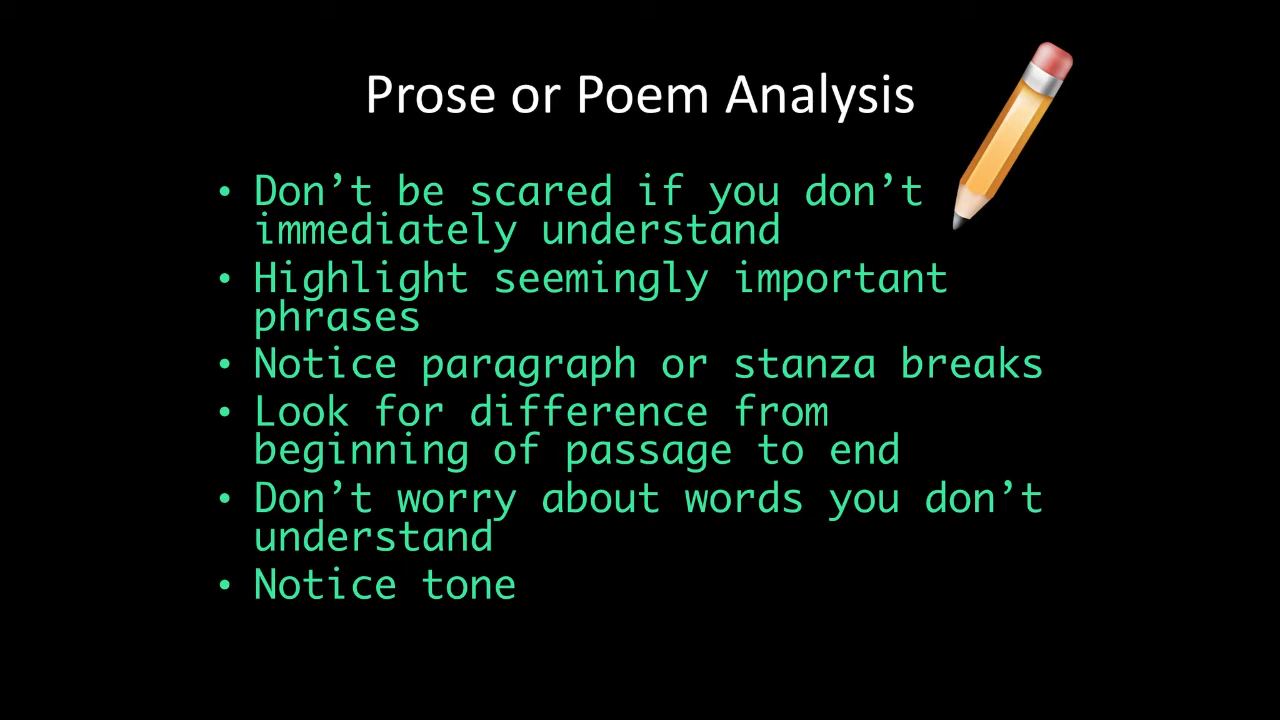 Prose or Poem Analysis
• Don’t be scared if you don’t
immediately understand
• Highlight seemingly important
phrases
• Notice paragraph or stanza breaks
• Look for difference from
beginning of passage to end
• Don’t worry about words you don’t
understand
• Notice tone